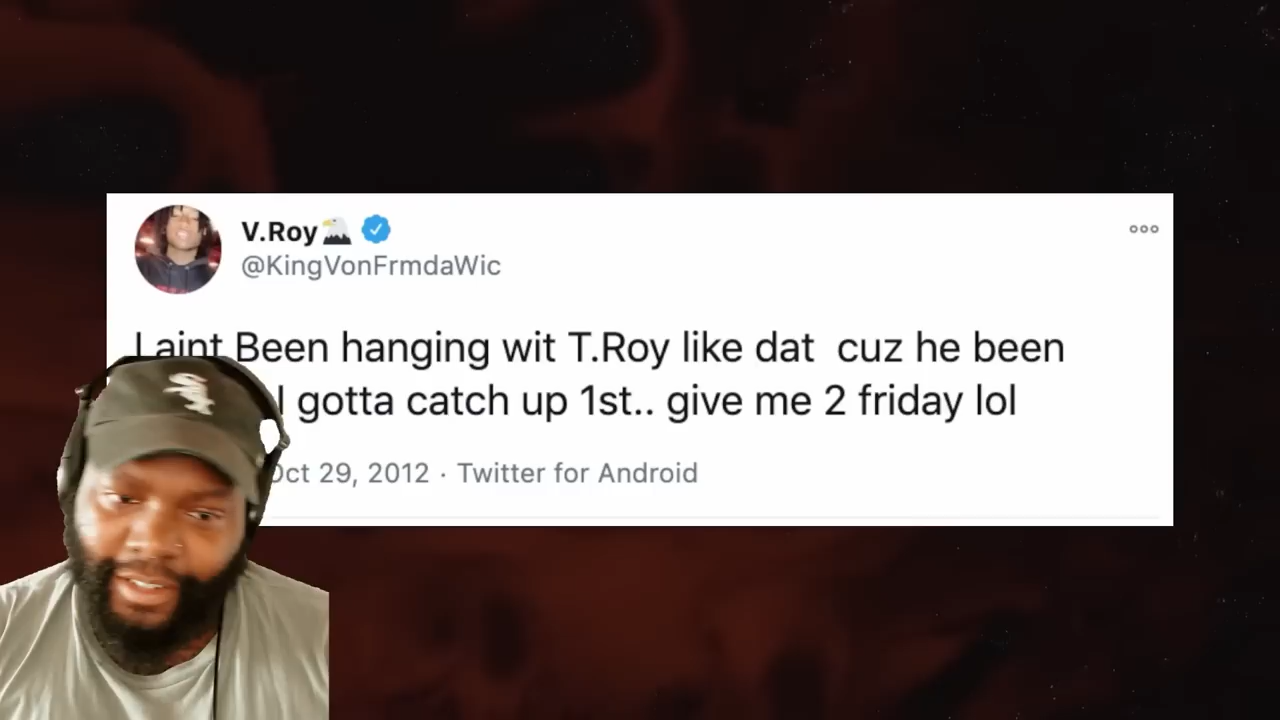 V.Roy🦅
@KingVonFrmdaWic
I aint Been hanging wit T.Roy like dat cuz he been
I gotta catch up 1st.. give me 2 friday lol
Oct 29, 2012 · Twitter for Android
Sox